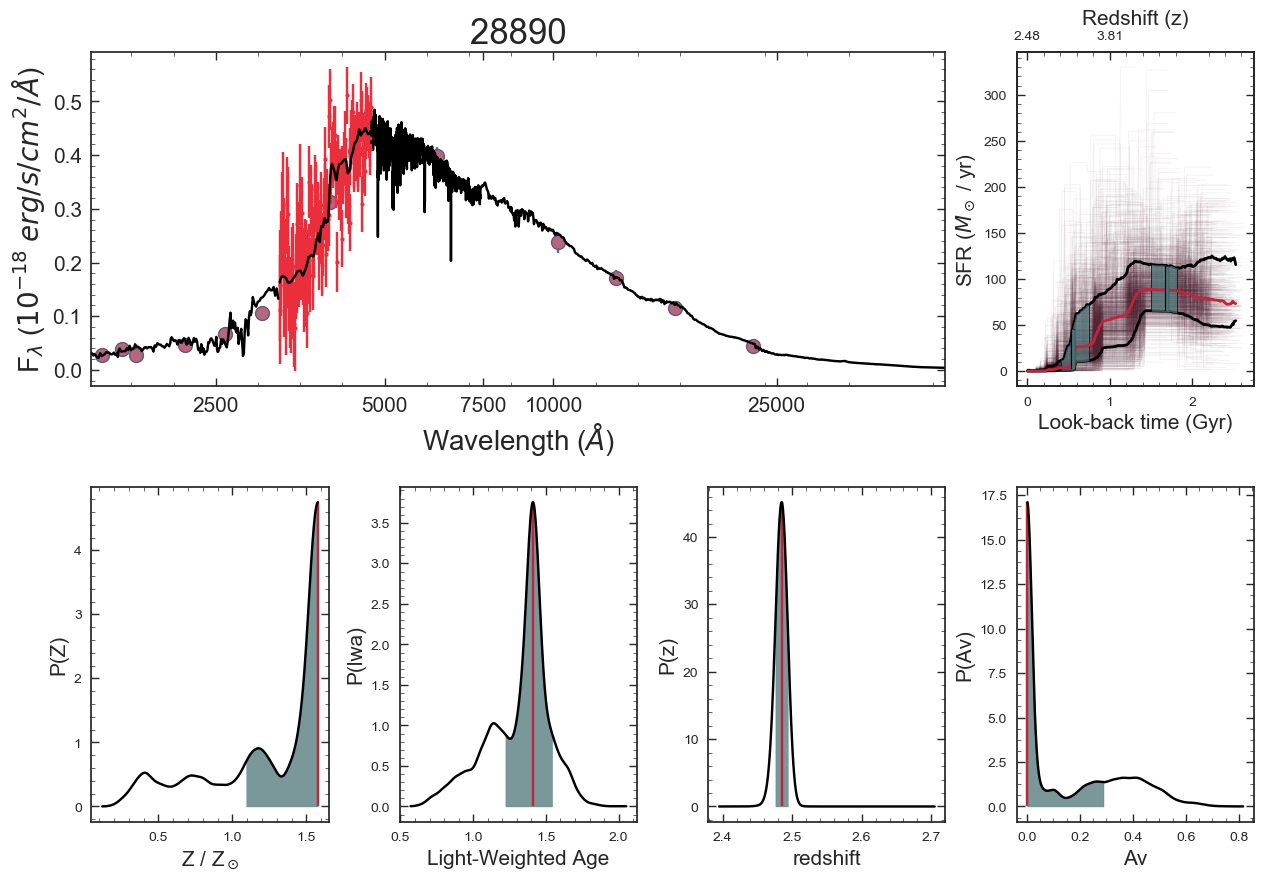 28890
F_λ (10^{-18} erg/s/cm^2/Å)
0.5
0.4
0.3
0.2
0.1
0.0
2500 5000 7500 10000 25000
Wavelength (Å)
Redshift (z)
2.48 3.81
SFR (M_⊙ / yr)
300
250
200
150
100
50
0
0 1 2
Look-back time (Gyr)
P(Z)
4
3
2
1
0
0.5 1.0 1.5
Z / Z_⊙
P(lwa)
3.5
3.0
2.5
2.0
1.5
1.0
0.5
0.0
0.5 1.0 1.5 2.0
Light-Weighted Age
P(z)
40
30
20
10
0
2.4 2.5 2.6 2.7
redshift
P(Av)
17.5
15.0
12.5
10.0
7.5
5.0
2.5
0.0
0.0 0.2 0.4 0.6 0.8
Av